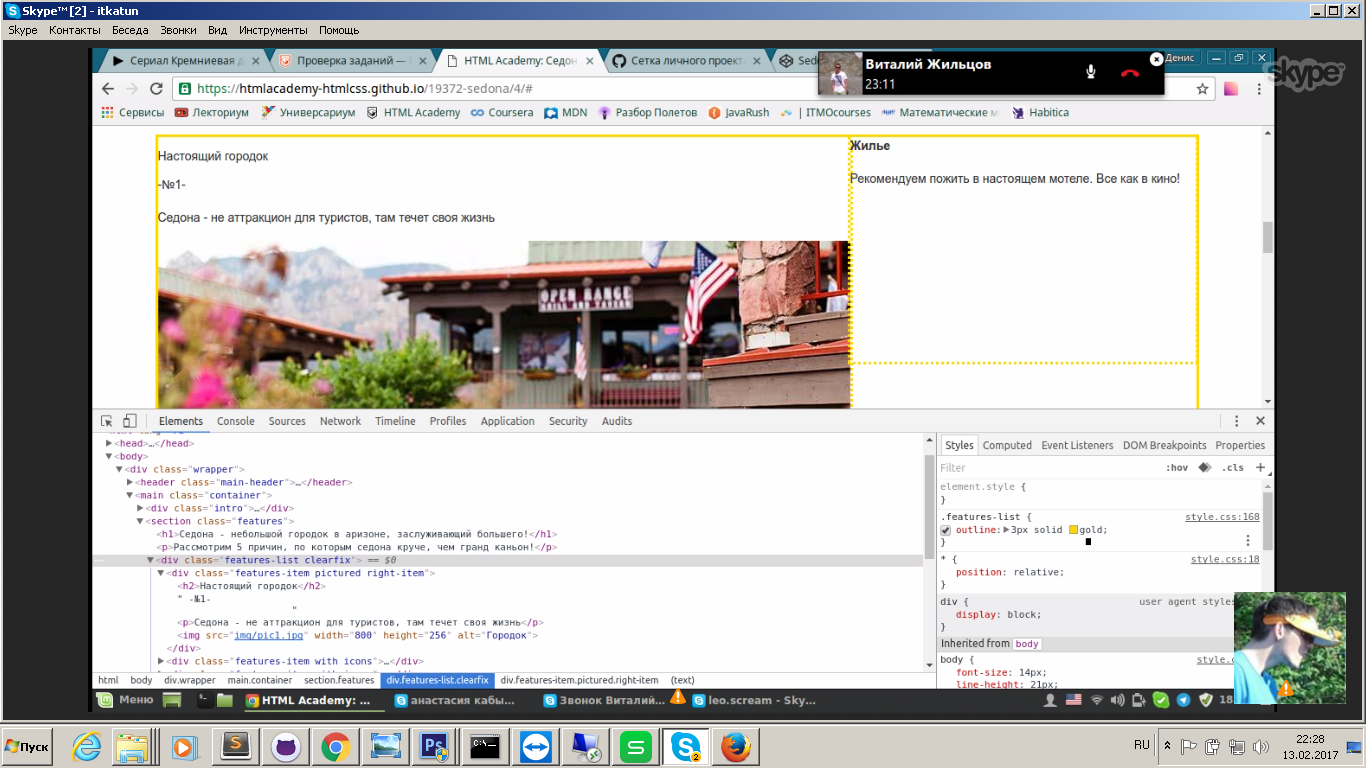 Skype™ [2] - itkatun
Skype Контакты Беседа Звонки Вид Инструменты Помощь
Сериал Кремниевая д
Проверка заданий —
HTML Academy: Седон
Сетка личного проект
Sed
Денис
Виталий Жильцов
23:11
skype
https://htmlacademy-htmlcss.github.io/19372-sedona/4/#
Сервисы Лекториум Универсариум HTML Academy Coursera MDN Разбор Полетов JavaRush | ITMOcourses Математические Habitica
Настоящий городок
-№1-
Седона - не аттракцион для туристов, там течет своя жизнь
OPEN RANGE
GRILL AND TAVERN
Жилье
Рекомендуем пожить в настоящем мотеле. Все как в кино!
Elements Console Sources Network Timeline Profiles Application Security Audits
<head>…</head>
<body>
<div class="wrapper">
<header class="main-header">…</header>
<main class="container">
<div class="intro">…</div>
<section class="features">
<h1>Седона - небольшой городок в аризоне, заслуживающий большего!</h1>
<p>Рассмотрим 5 причин, по которым седона круче, чем гранд каньон!</p>
<div class="features-list clearfix> == $0
<div class="features-item pictured right-item">
<h2>Настоящий городок</h2>
" -№1-
"
<p>Седона - не аттракцион для туристов, там течет своя жизнь</p>
<img src="img/pic1.jpg" width="800" height="256" alt="Городок">
</div>
<div class="features-item with icons">…</div>
html body div.wrapper main.container section.features div.features-list.clearfix div.features-item.pictured.right-item (text)
Styles Computed Event Listeners DOM Breakpoints Properties
Filter :hov .cls +
element.style {
}
.features-list { style.css:168
outline: 3px solid gold;
}
* { style.css:18
position: relative;
}
div { user agent styles
display: block;
}
Inherited from body
body { style.c
font-size: 14px;
line-height: 21px;
Меню
HTML Academy: ...
анастасия кабы...
Звонок Виталий...
leo.scream - Sky...
18
Пуск
RU
22:28
13.02.2017